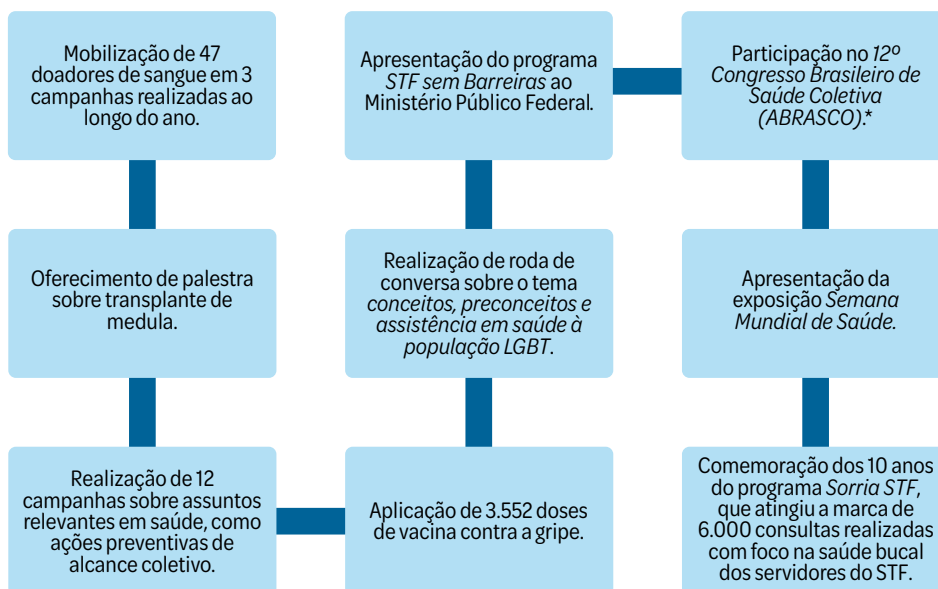 Mobilização de 47
doadores de sangue em 3
campanhas realizadas ao
longo do ano.
Oferecimento de palestra
sobre transplante de
medula.
Realização de 12
campanhas sobre assuntos
relevantes em saúde, como
ações preventivas de
alcance coletivo.
Aplicação de 3.552 doses
de vacina contra a gripe.
Realização de roda de
conversa sobre o tema
conceitos, preconceitos e
assistência em saúde à
população LGBT.
Apresentação do programa
STF sem Barreiras ao
Ministério Público Federal.
Participação no 12º
Congresso Brasileiro de
Saúde Coletiva
(ABRASCO).*
Apresentação da
exposição Semana
Mundial de Saúde.
Comemoração dos 10 anos
do programa Sorria STF,
que atingiu a marca de
6.000 consultas realizadas
com foco na saúde bucal
dos servidores do STF.